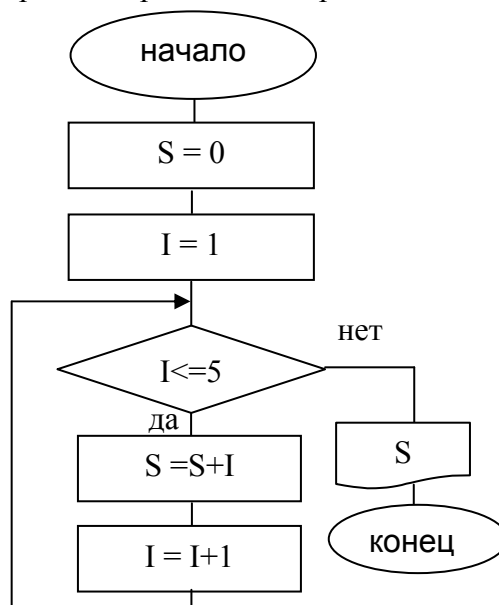 начало
S = 0
I = 1
нет
I<=5
да
S
S =S+I
конец
I = I+1